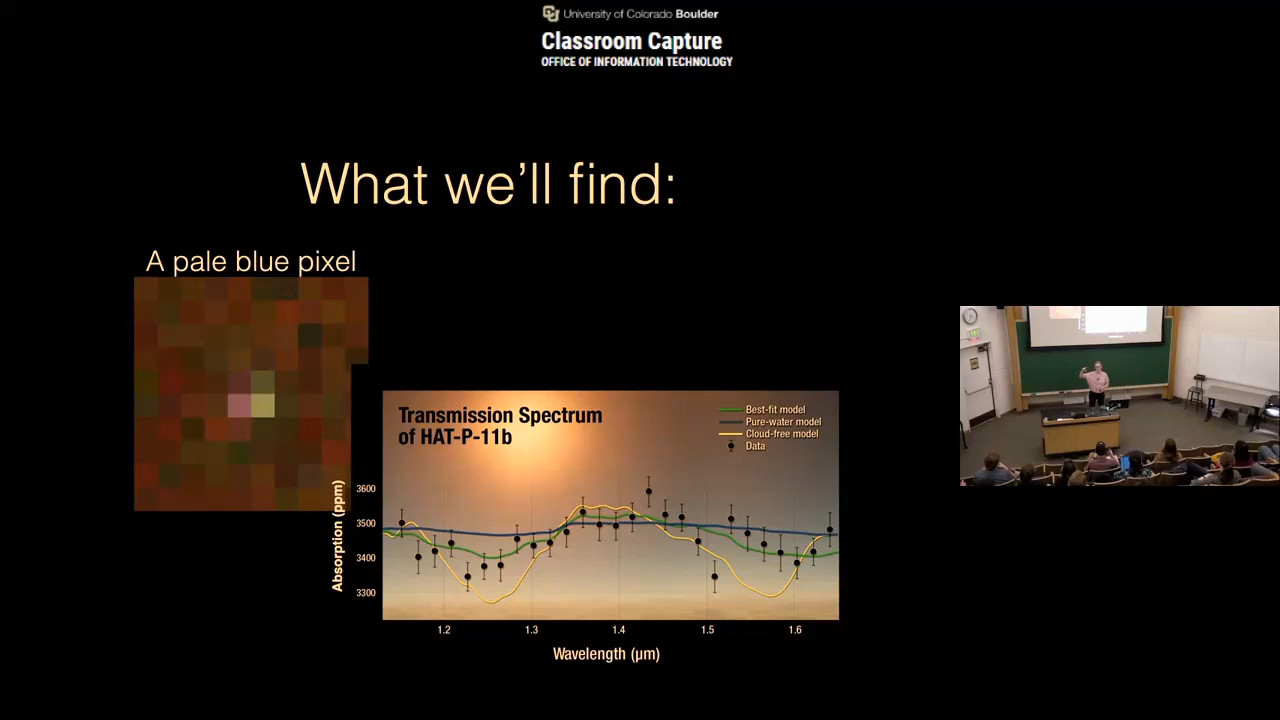 University of Colorado Boulder
Classroom Capture
OFFICE OF INFORMATION TECHNOLOGY
What we'll find:
A pale blue pixel
Transmission Spectrum
of HAT-P-11b
Best-fit model
Pure-water model
Cloud-free model
Data
Absorption (ppm)
3600
3500
3400
3300
1.2
1.3
1.4
1.5
1.6
Wavelength (µm)